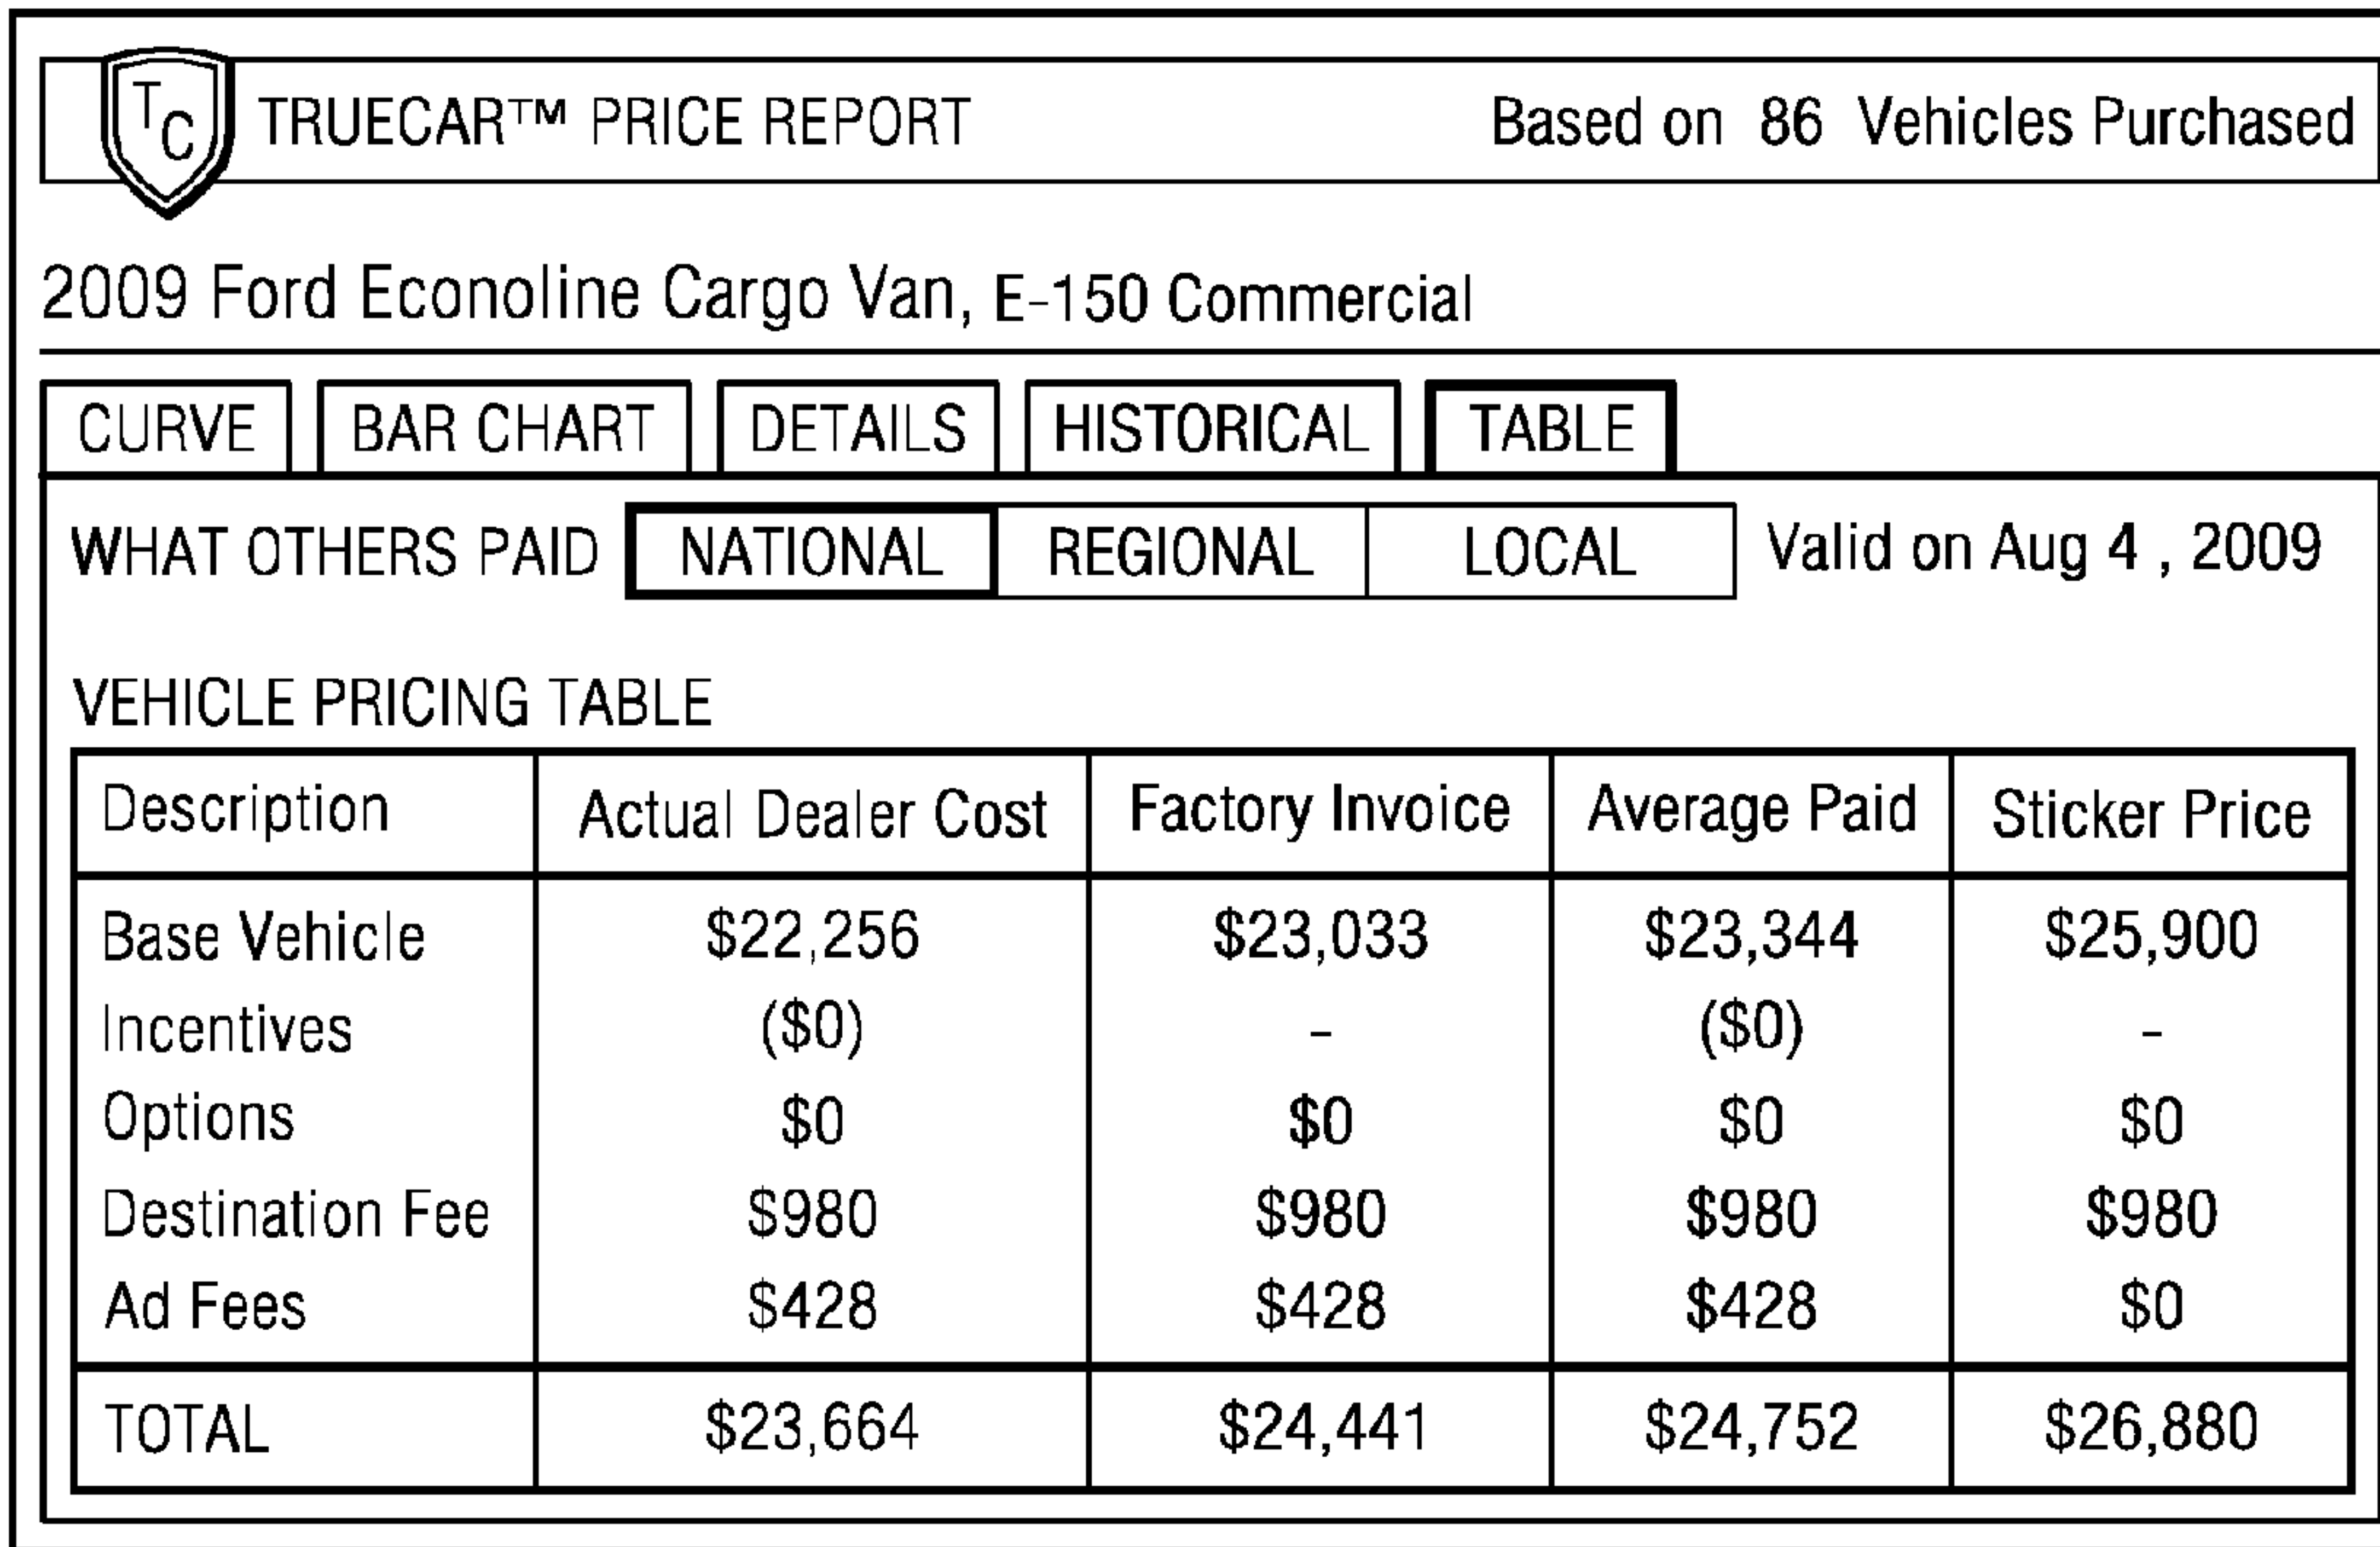 TC TRUECAR™ PRICE REPORT Based on 86 Vehicles Purchased
2009 Ford Econoline Cargo Van, E-150 Commercial
CURVE BAR CHART DETAILS HISTORICAL TABLE
WHAT OTHERS PAID NATIONAL REGIONAL LOCAL Valid on Aug 4 , 2009
VEHICLE PRICING TABLE
Description Actual Dealer Cost Factory Invoice Average Paid Sticker Price
Base Vehicle $22,256 $23,033 $23,344 $25,900
Incentives ($0) - ($0) -
Options $0 $0 $0 $0
Destination Fee $980 $980 $980 $980
Ad Fees $428 $428 $428 $0
TOTAL $23,664 $24,441 $24,752 $26,880